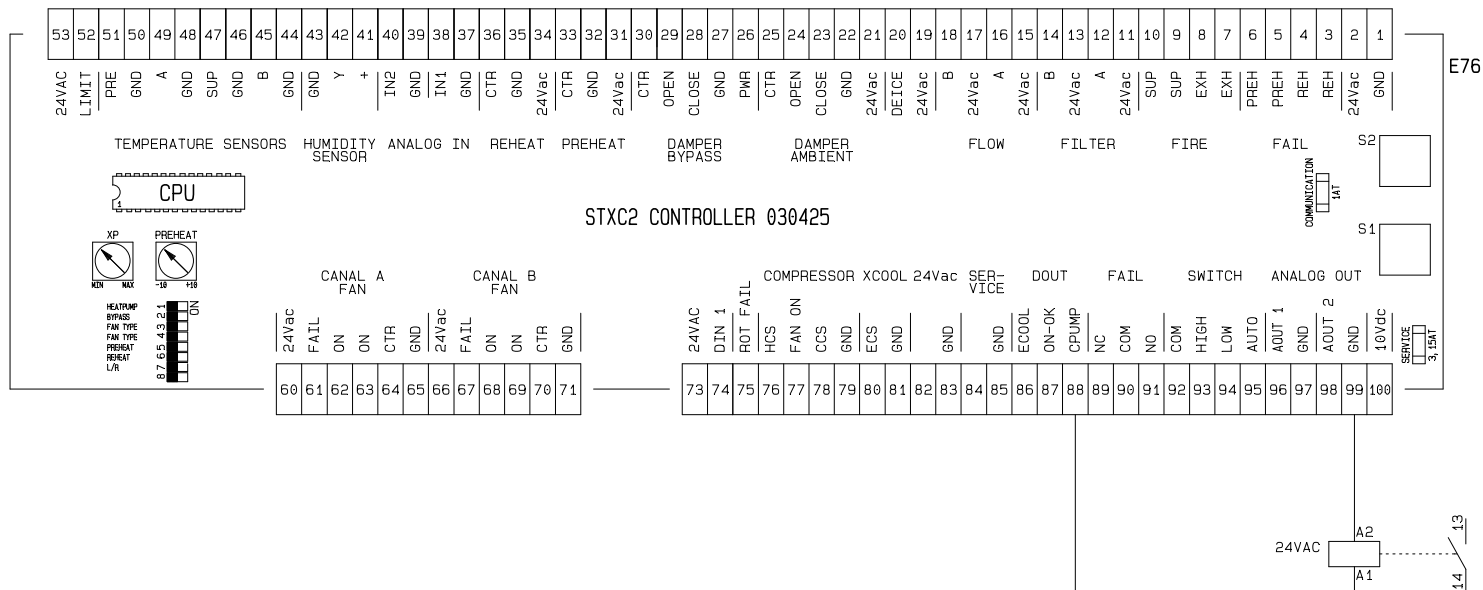 53 52 51 50 49 48 47 46 45 44 43 42 41 40 39 38 37 36 35 34 33 32 31 30 29 28 27 26 25 24 23 22 21 20 19 18 17 16 15 14 13 12 11 10 9 8 7 6 5 4 3 2 1
E76
24VAC LIMIT PRE GND A GND SUP GND B GND GND Y + IN2 GND IN1 GND CTR GND 24Vac CTR GND 24Vac CTR OPEN CLOSE GND PWR CTR OPEN CLOSE GND 24Vac DEICE 24Vac B 24Vac A 24Vac B 24Vac A 24Vac SUP SUP EXH EXH PREH PREH REH REH 24Vac GND
TEMPERATURE SENSORS HUMIDITY ANALOG IN REHEAT PREHEAT DAMPER DAMPER FLOW FILTER FIRE FAIL
SENSOR BYPASS AMBIENT
S2
COMMUNICATION
1AT
CPU
1
STXC2 CONTROLLER 030425
S1
XP PREHEAT
MIN MAX -10 +10
CANAL A CANAL B COMPRESSOR XCOOL 24Vac SER- DOUT FAIL SWITCH ANALOG OUT
FAN FAN VICE
HEATPUMP 1 ON
BYPASS 2
FAN TYPE 3
FAN TYPE 4
PREHEAT 5
REHEAT 6
L/R 7
8
24Vac FAIL ON ON CTR GND 24Vac FAIL ON ON CTR GND 24VAC DIN 1 ROT FAIL HCS FAN ON CCS GND ECS GND GND GND ECOOL ON-OK CPUMP NC COM NO COM HIGH LOW AUTO AOUT 1 GND AOUT 2 GND 10Vdc
SERVICE
3,15AT
60 61 62 63 64 65 66 67 68 69 70 71 73 74 75 76 77 78 79 80 81 82 83 84 85 86 87 88 89 90 91 92 93 94 95 96 97 98 99 100
A2
13
24VAC
A1
14